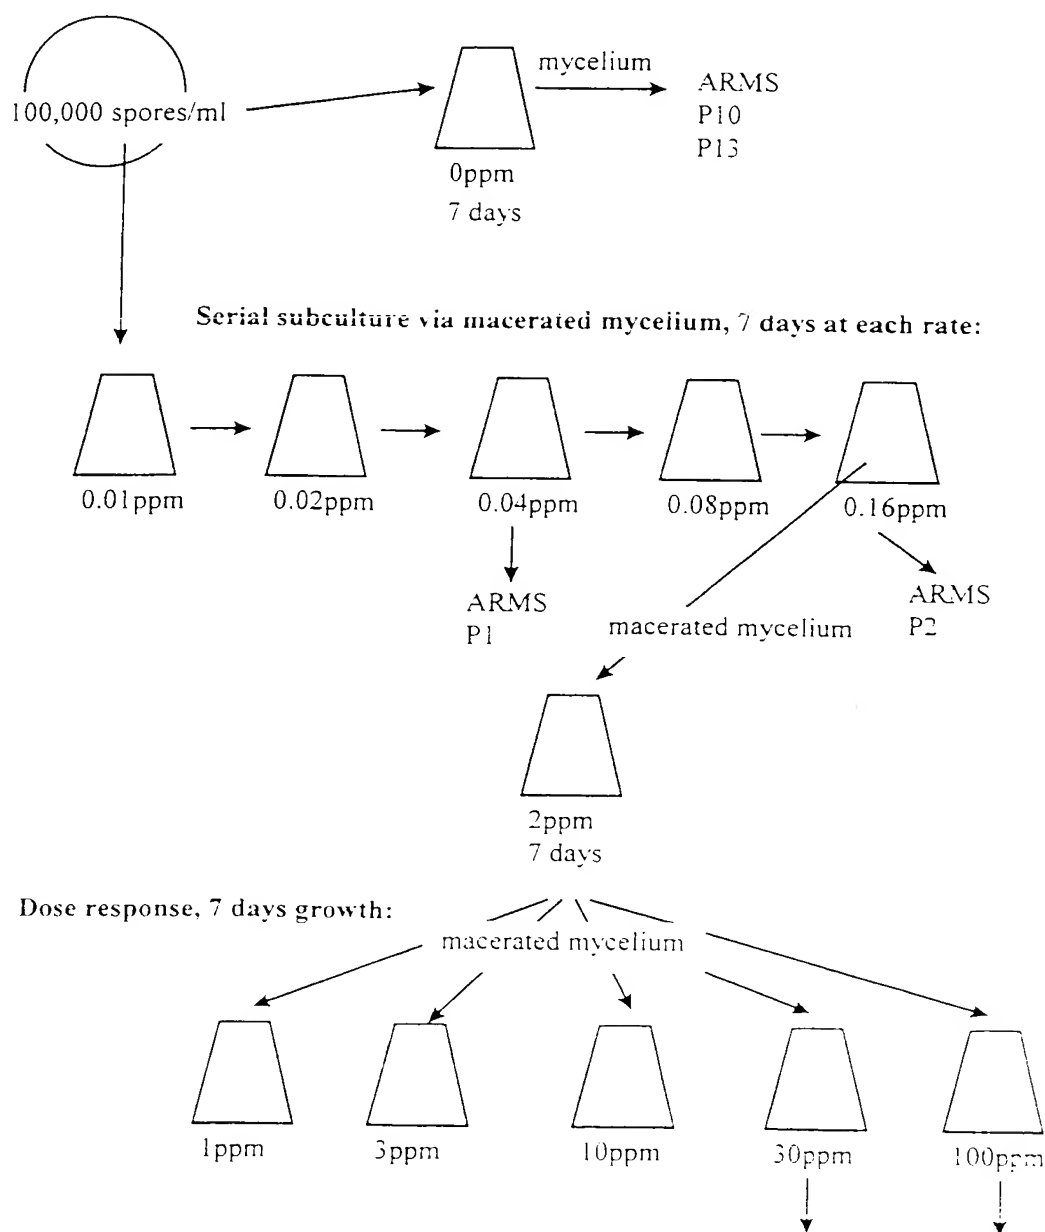 100,000 spores/ml
mycelium
ARMS
P10
P13
0ppm
7 days
Serial subculture via macerated mycelium, 7 days at each rate:
0.01ppm
0.02ppm
0.04ppm
0.08ppm
0.16ppm
ARMS
P1
ARMS
P2
macerated mycelium
2ppm
7 days
Dose response, 7 days growth:
macerated mycelium
1ppm
3ppm
10ppm
30ppm
100ppm